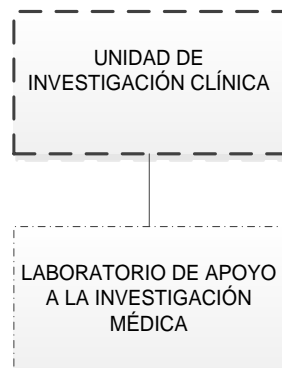 UNIDAD DE
INVESTIGACIÓN CLÍNICA
LABORATORIO DE APOYO
A LA INVESTIGACIÓN
MÉDICA